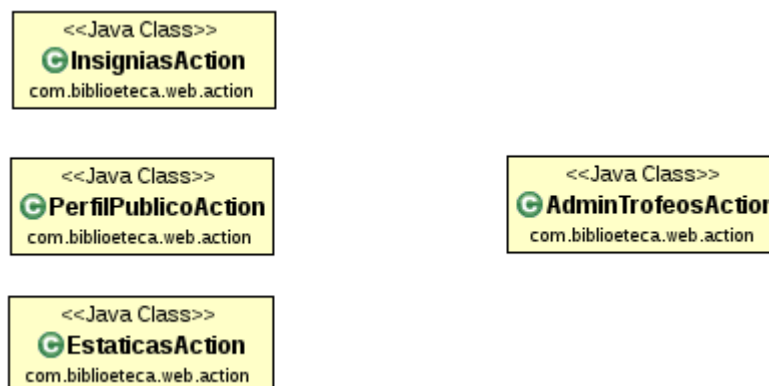 <<Java Class>>
InsigniasAction
com.biblioeteca.web.action
<<Java Class>>
PerfilPublicoAction
com.biblioeteca.web.action
<<Java Class>>
AdminTrofeosAction
com.biblioeteca.web.action
<<Java Class>>
EstaticasAction
com.biblioeteca.web.action